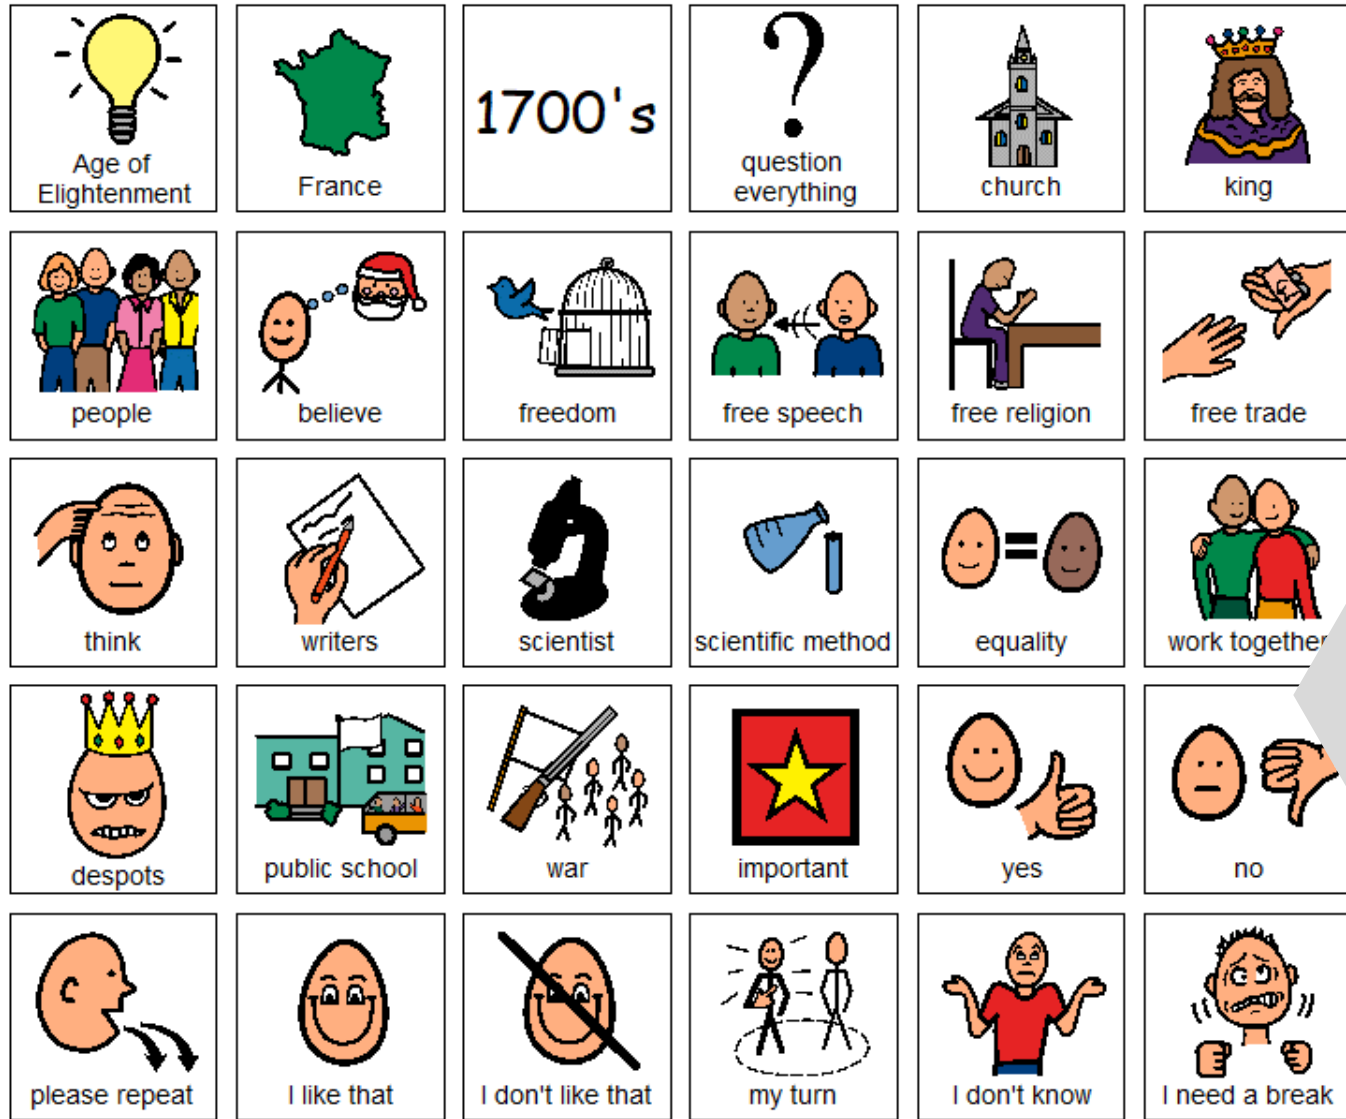 Age of
Elightenment
France
1700's
question
everything
church
king
people
believe
freedom
free speech
free religion
free trade
think
writers
scientist
scientific method
equality
work together
despots
public school
war
important
yes
no
please repeat
I like that
I don't like that
my turn
I don't know
I need a break